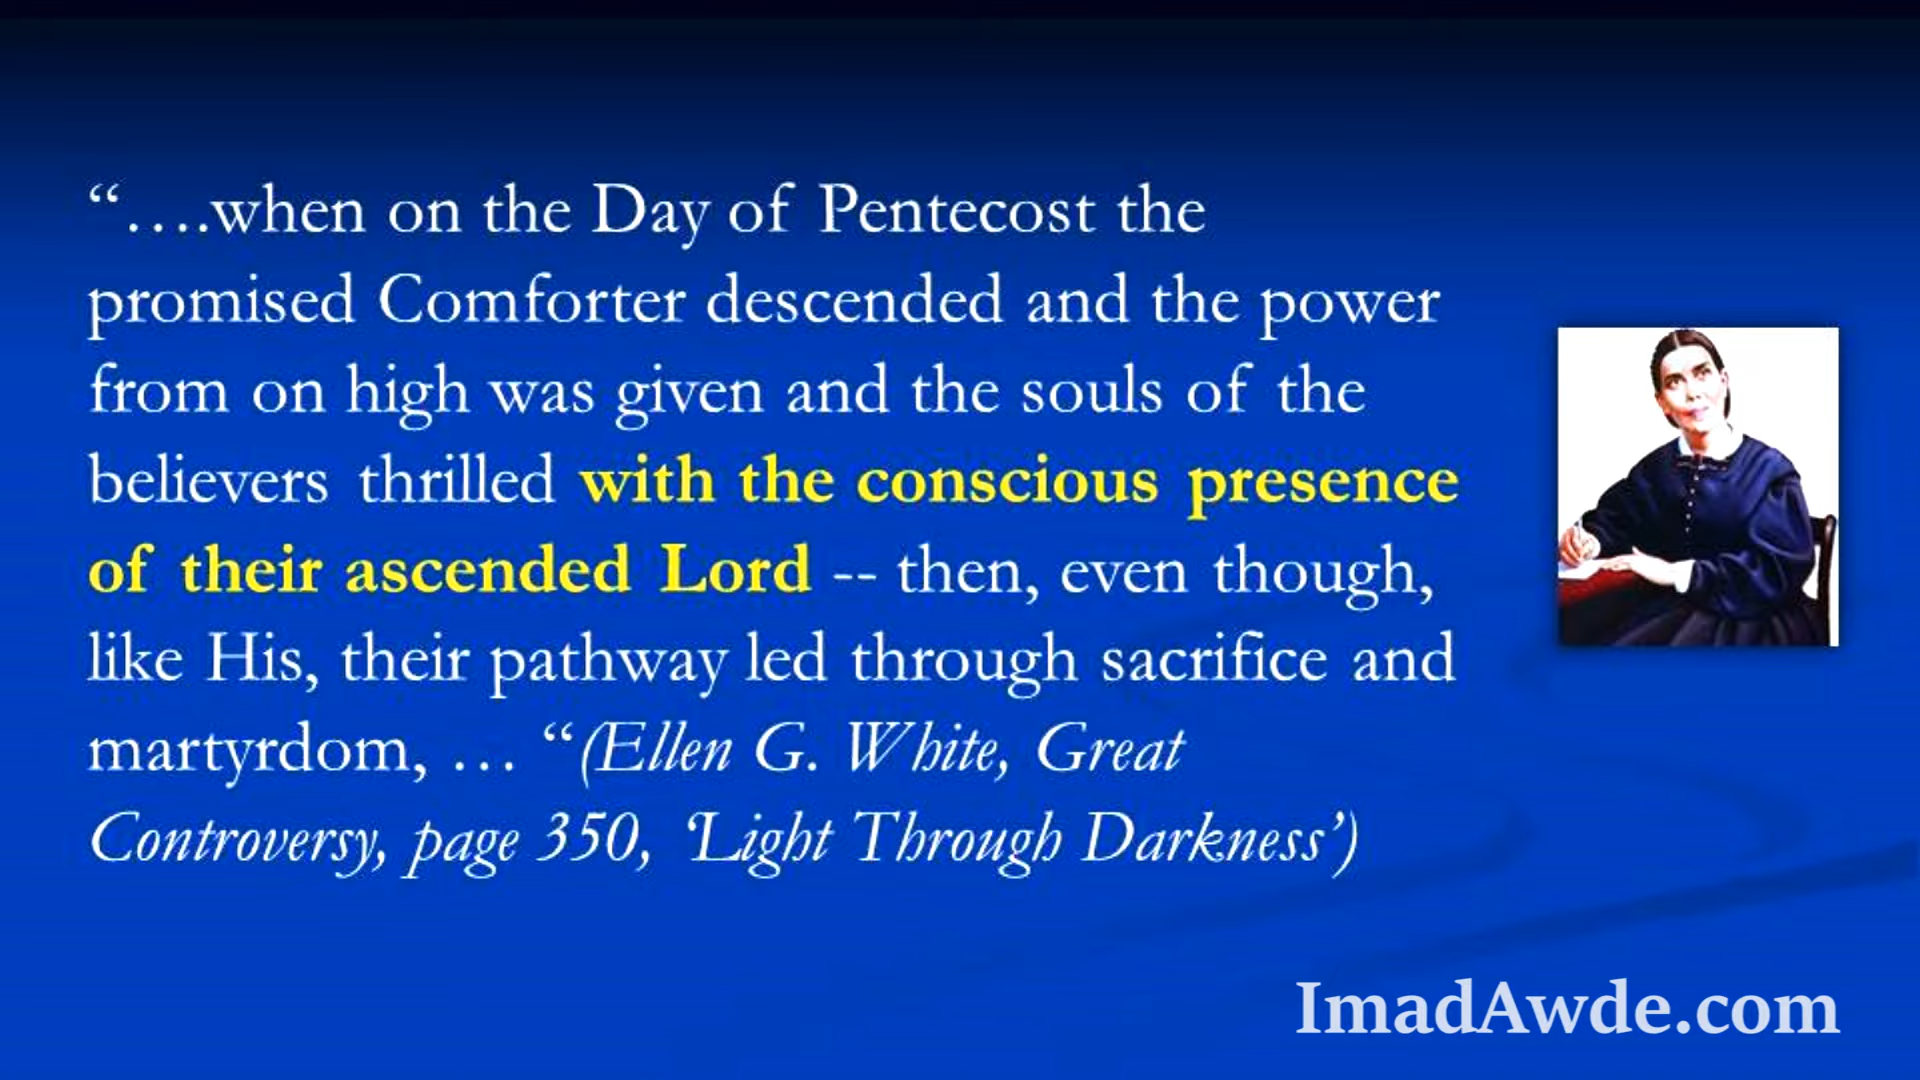 “….when on the Day of Pentecost the
promised Comforter descended and the power
from on high was given and the souls of the
believers thrilled with the conscious presence
of their ascended Lord -- then, even though,
like His, their pathway led through sacrifice and
martyrdom, … “(Ellen G. White, Great
Controversy, page 350, ‘Light Through Darkness’)
ImadAwde.com